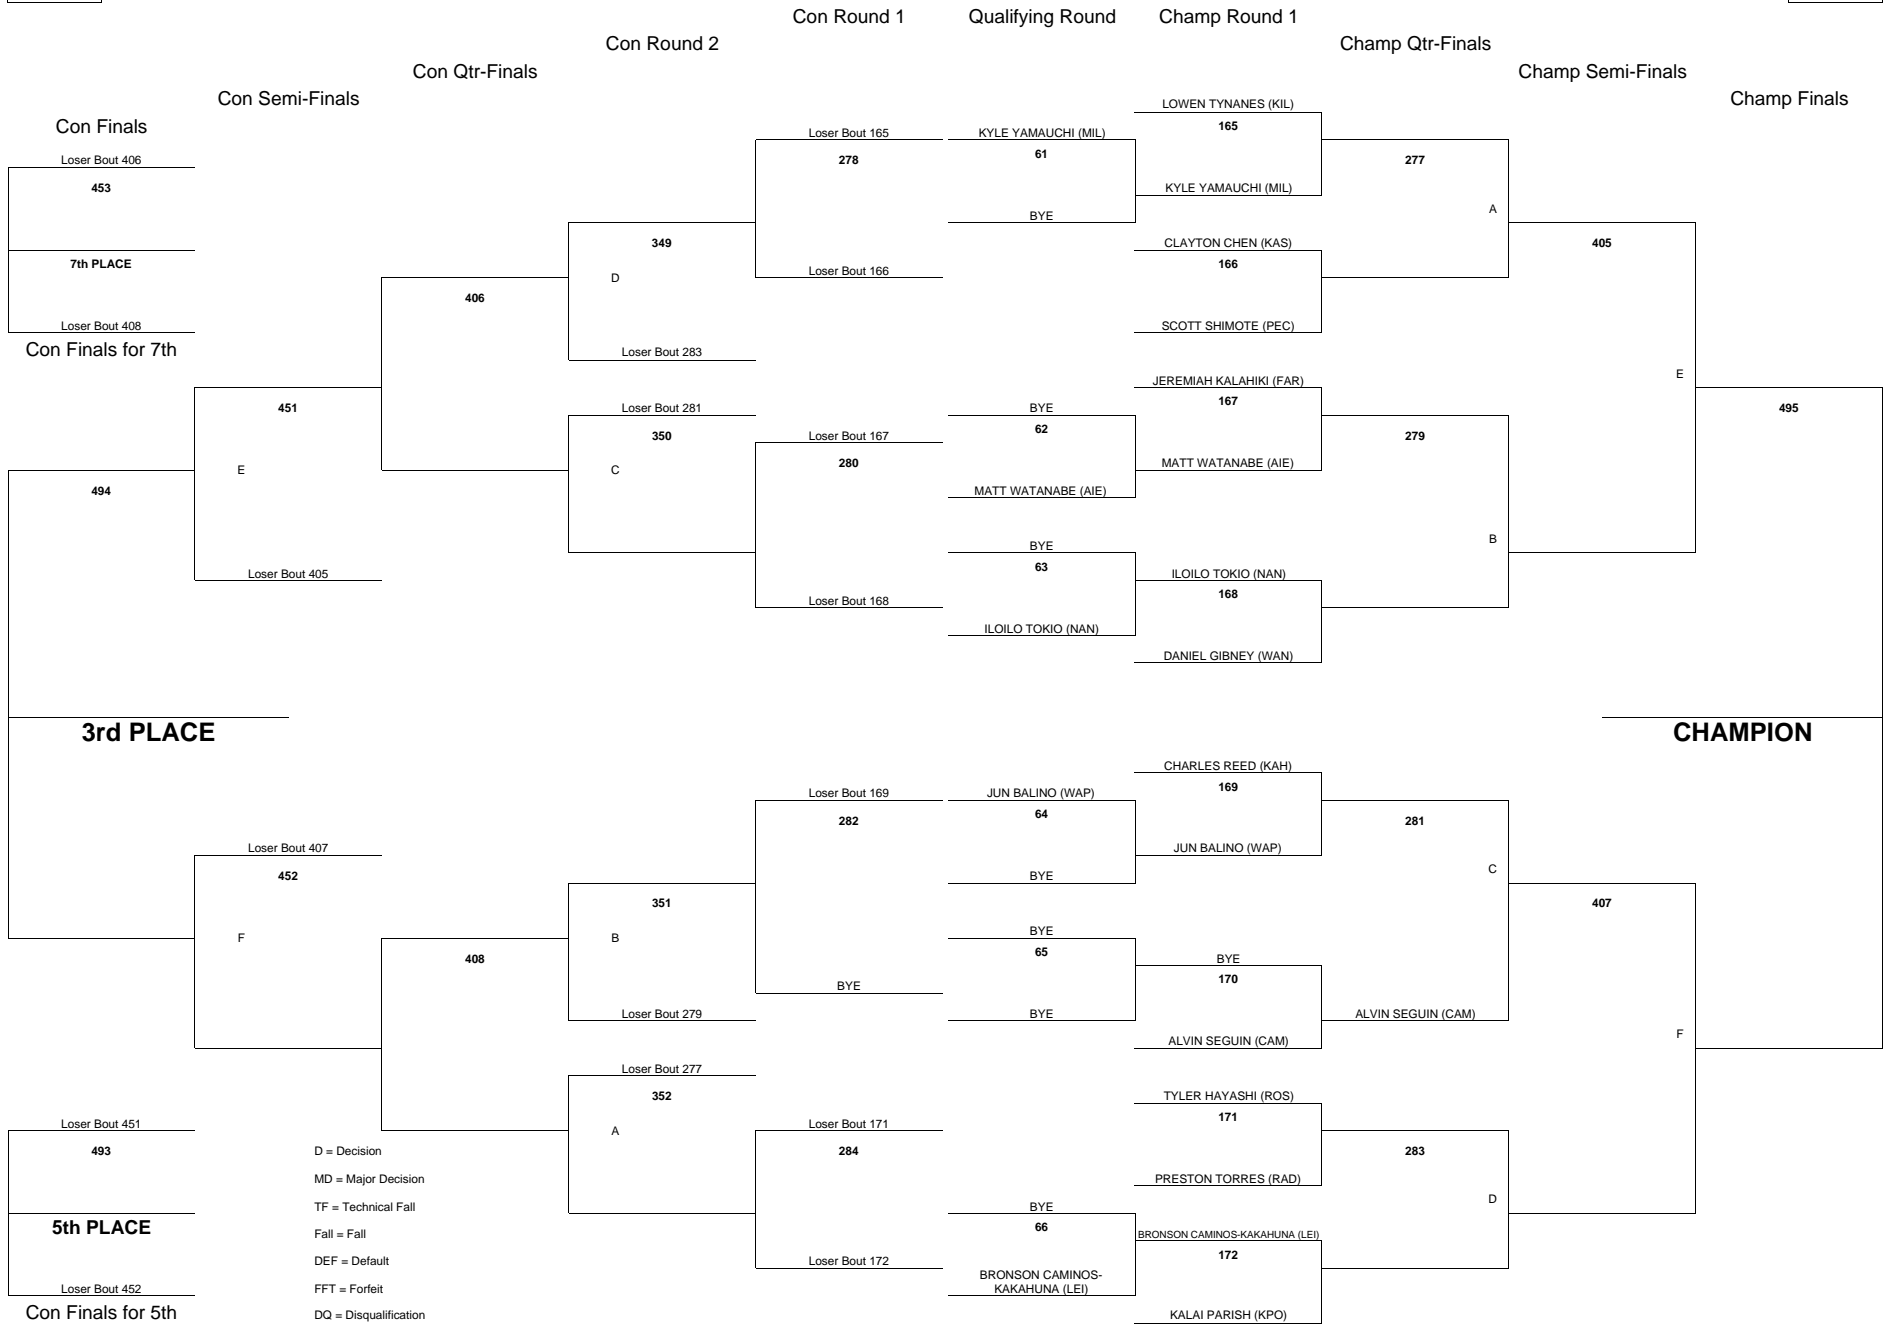 Con Round 1
Qualifying Round
Champ Round 1
Con Round 2
Champ Qtr-Finals
Con Qtr-Finals
Champ Semi-Finals
Con Semi-Finals
Champ Finals
Con Finals
Loser Bout 406
453
7th PLACE
Loser Bout 408
Con Finals for 7th
494
3rd PLACE
Loser Bout 451
493
5th PLACE
Loser Bout 452
Con Finals for 5th
451
E
Loser Bout 405
Loser Bout 407
452
F
D = Decision
MD = Major Decision
TF = Technical Fall
Fall = Fall
DEF = Default
FFT = Forfeit
DQ = Disqualification
406
408
349
D
Loser Bout 283
Loser Bout 281
350
C
351
B
Loser Bout 279
Loser Bout 277
352
A
Loser Bout 165
278
Loser Bout 166
Loser Bout 167
280
Loser Bout 168
Loser Bout 169
282
BYE
Loser Bout 171
284
Loser Bout 172
KYLE YAMAUCHI (MIL)
61
BYE
BYE
62
MATT WATANABE (AIE)
BYE
63
ILOILO TOKIO (NAN)
JUN BALINO (WAP)
64
BYE
BYE
65
BYE
BYE
66
BRONSON CAMINOS-
KAKAHUNA (LEI)
LOWEN TYNANES (KIL)
165
KYLE YAMAUCHI (MIL)
CLAYTON CHEN (KAS)
166
SCOTT SHIMOTE (PEC)
JEREMIAH KALAHIKI (FAR)
167
MATT WATANABE (AIE)
ILOILO TOKIO (NAN)
168
DANIEL GIBNEY (WAN)
CHARLES REED (KAH)
169
JUN BALINO (WAP)
BYE
170
ALVIN SEGUIN (CAM)
TYLER HAYASHI (ROS)
171
PRESTON TORRES (RAD)
BRONSON CAMINOS-KAKAHUNA (LEI)
172
KALAI PARISH (KPO)
277
A
279
B
281
C
ALVIN SEGUIN (CAM)
283
D
405
E
407
F
495
CHAMPION